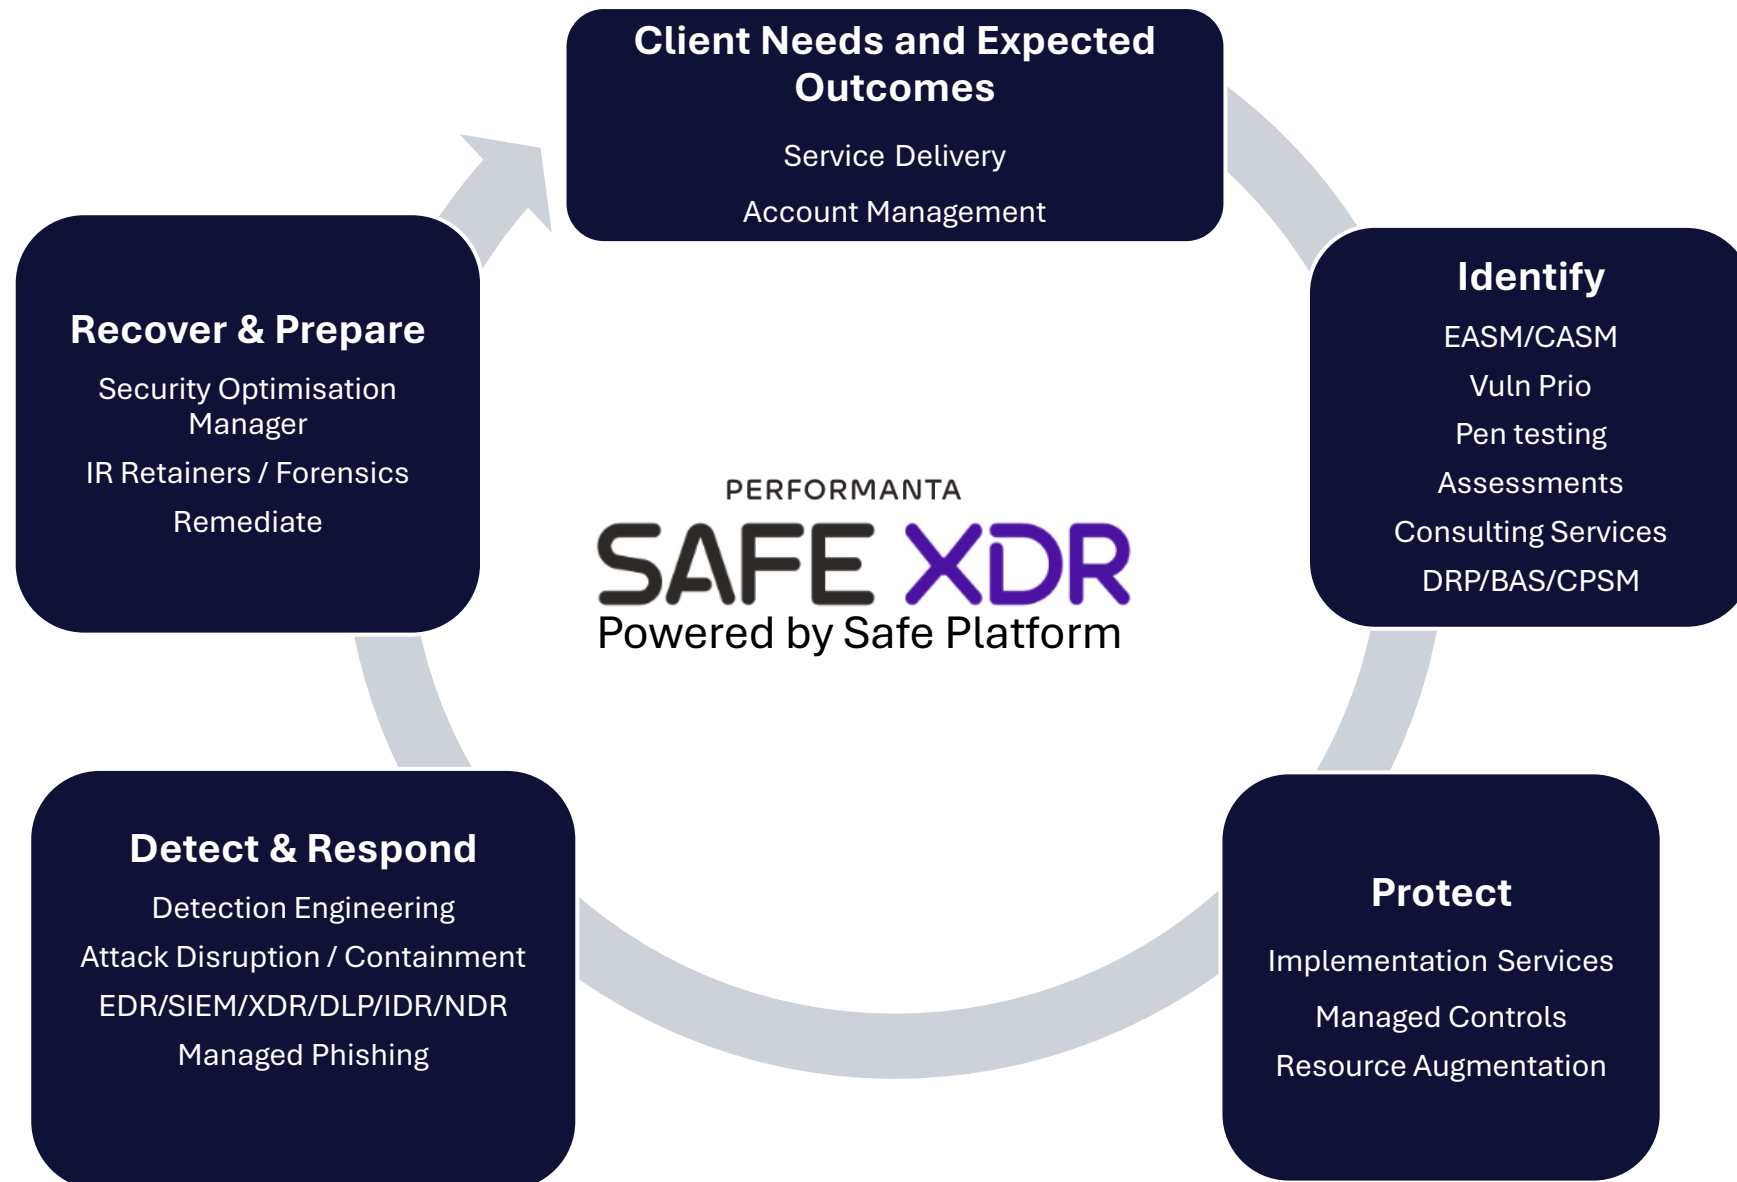 Client Needs and Expected
Outcomes
Service Delivery
Account Management
Identify
EASM/CASM
Vuln Prio
Pen testing
Assessments
Consulting Services
DRP/BAS/CPSM
Protect
Implementation Services
Managed Controls
Resource Augmentation
Detect & Respond
Detection Engineering
Attack Disruption / Containment
EDR/SIEM/XDR/DLP/IDR/NDR
Managed Phishing
Recover & Prepare
Security Optimisation
Manager
IR Retainers / Forensics
Remediate
PERFORMANTA
SAFE XDR
Powered by Safe Platform